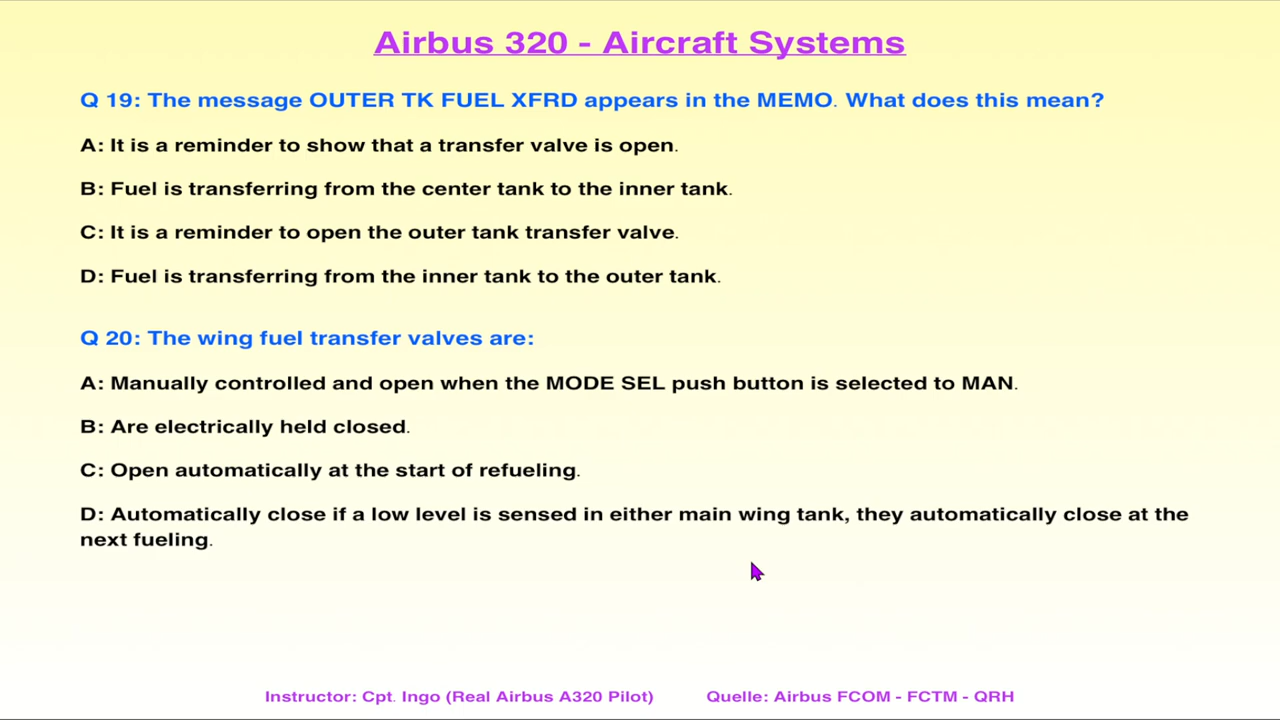 Airbus 320 - Aircraft Systems
Q 19: The message OUTER TK FUEL XFRD appears in the MEMO. What does this mean?
A: It is a reminder to show that a transfer valve is open.
B: Fuel is transferring from the center tank to the inner tank.
C: It is a reminder to open the outer tank transfer valve.
D: Fuel is transferring from the inner tank to the outer tank.
Q 20: The wing fuel transfer valves are:
A: Manually controlled and open when the MODE SEL push button is selected to MAN.
B: Are electrically held closed.
C: Open automatically at the start of refueling.
D: Automatically close if a low level is sensed in either main wing tank, they automatically close at the
next fueling.
Instructor: Cpt. Ingo (Real Airbus A320 Pilot) Quelle: Airbus FCOM - FCTM - QRH